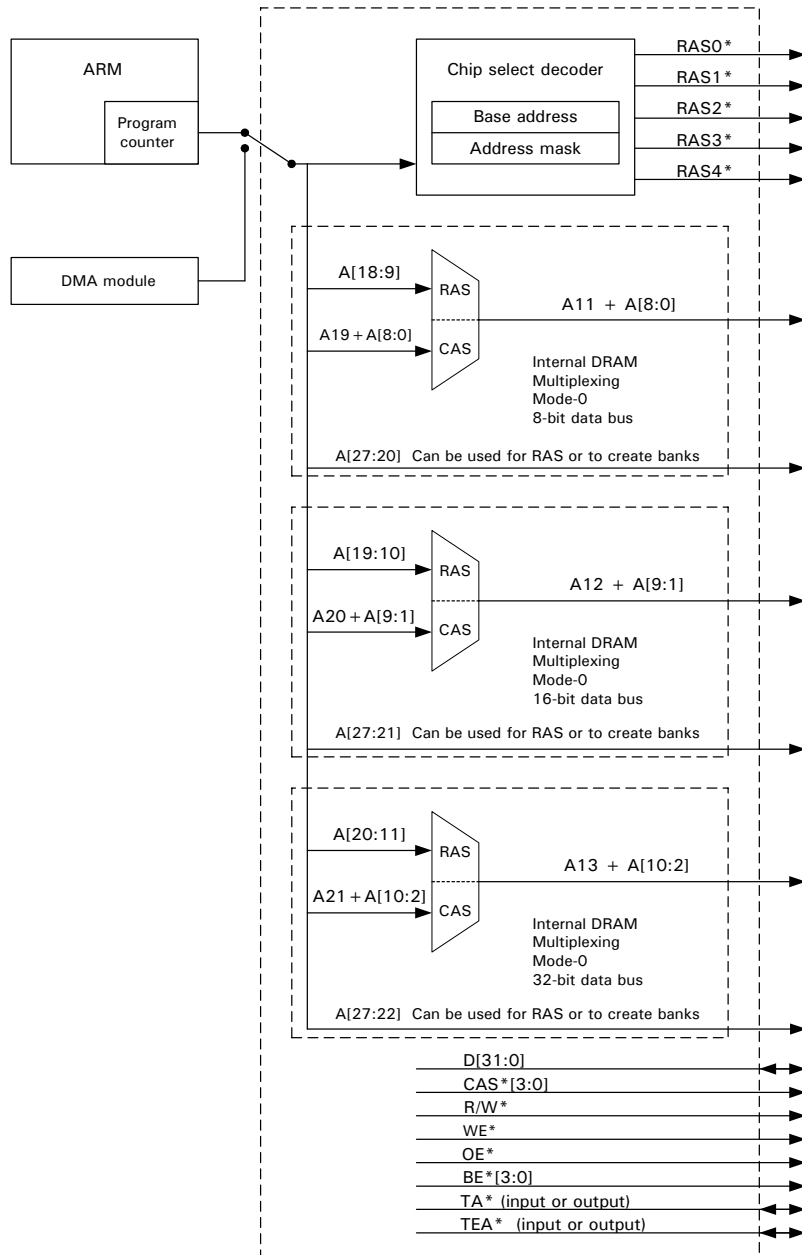 ARM
Program
counter
DMA module
Chip select decoder
Base address
Address mask
RAS0*
RAS1*
RAS2*
RAS3*
RAS4*
A[18:9]
RAS
A19+A[8:0]
CAS
A11 + A[8:0]
Internal DRAM
Multiplexing
Mode-0
8-bit data bus
A[27:20] Can be used for RAS or to create banks
A[19:10]
RAS
A20+A[9:1]
CAS
A12 + A[9:1]
Internal DRAM
Multiplexing
Mode-0
16-bit data bus
A[27:21] Can be used for RAS or to create banks
A[20:11]
RAS
A21+A[10:2]
CAS
A13 + A[10:2]
Internal DRAM
Multiplexing
Mode-0
32-bit data bus
A[27:22] Can be used for RAS or to create banks
D[31:0]
CAS*[3:0]
R/W*
WE*
OE*
BE*[3:0]
TA* (input or output)
TEA* (input or output)